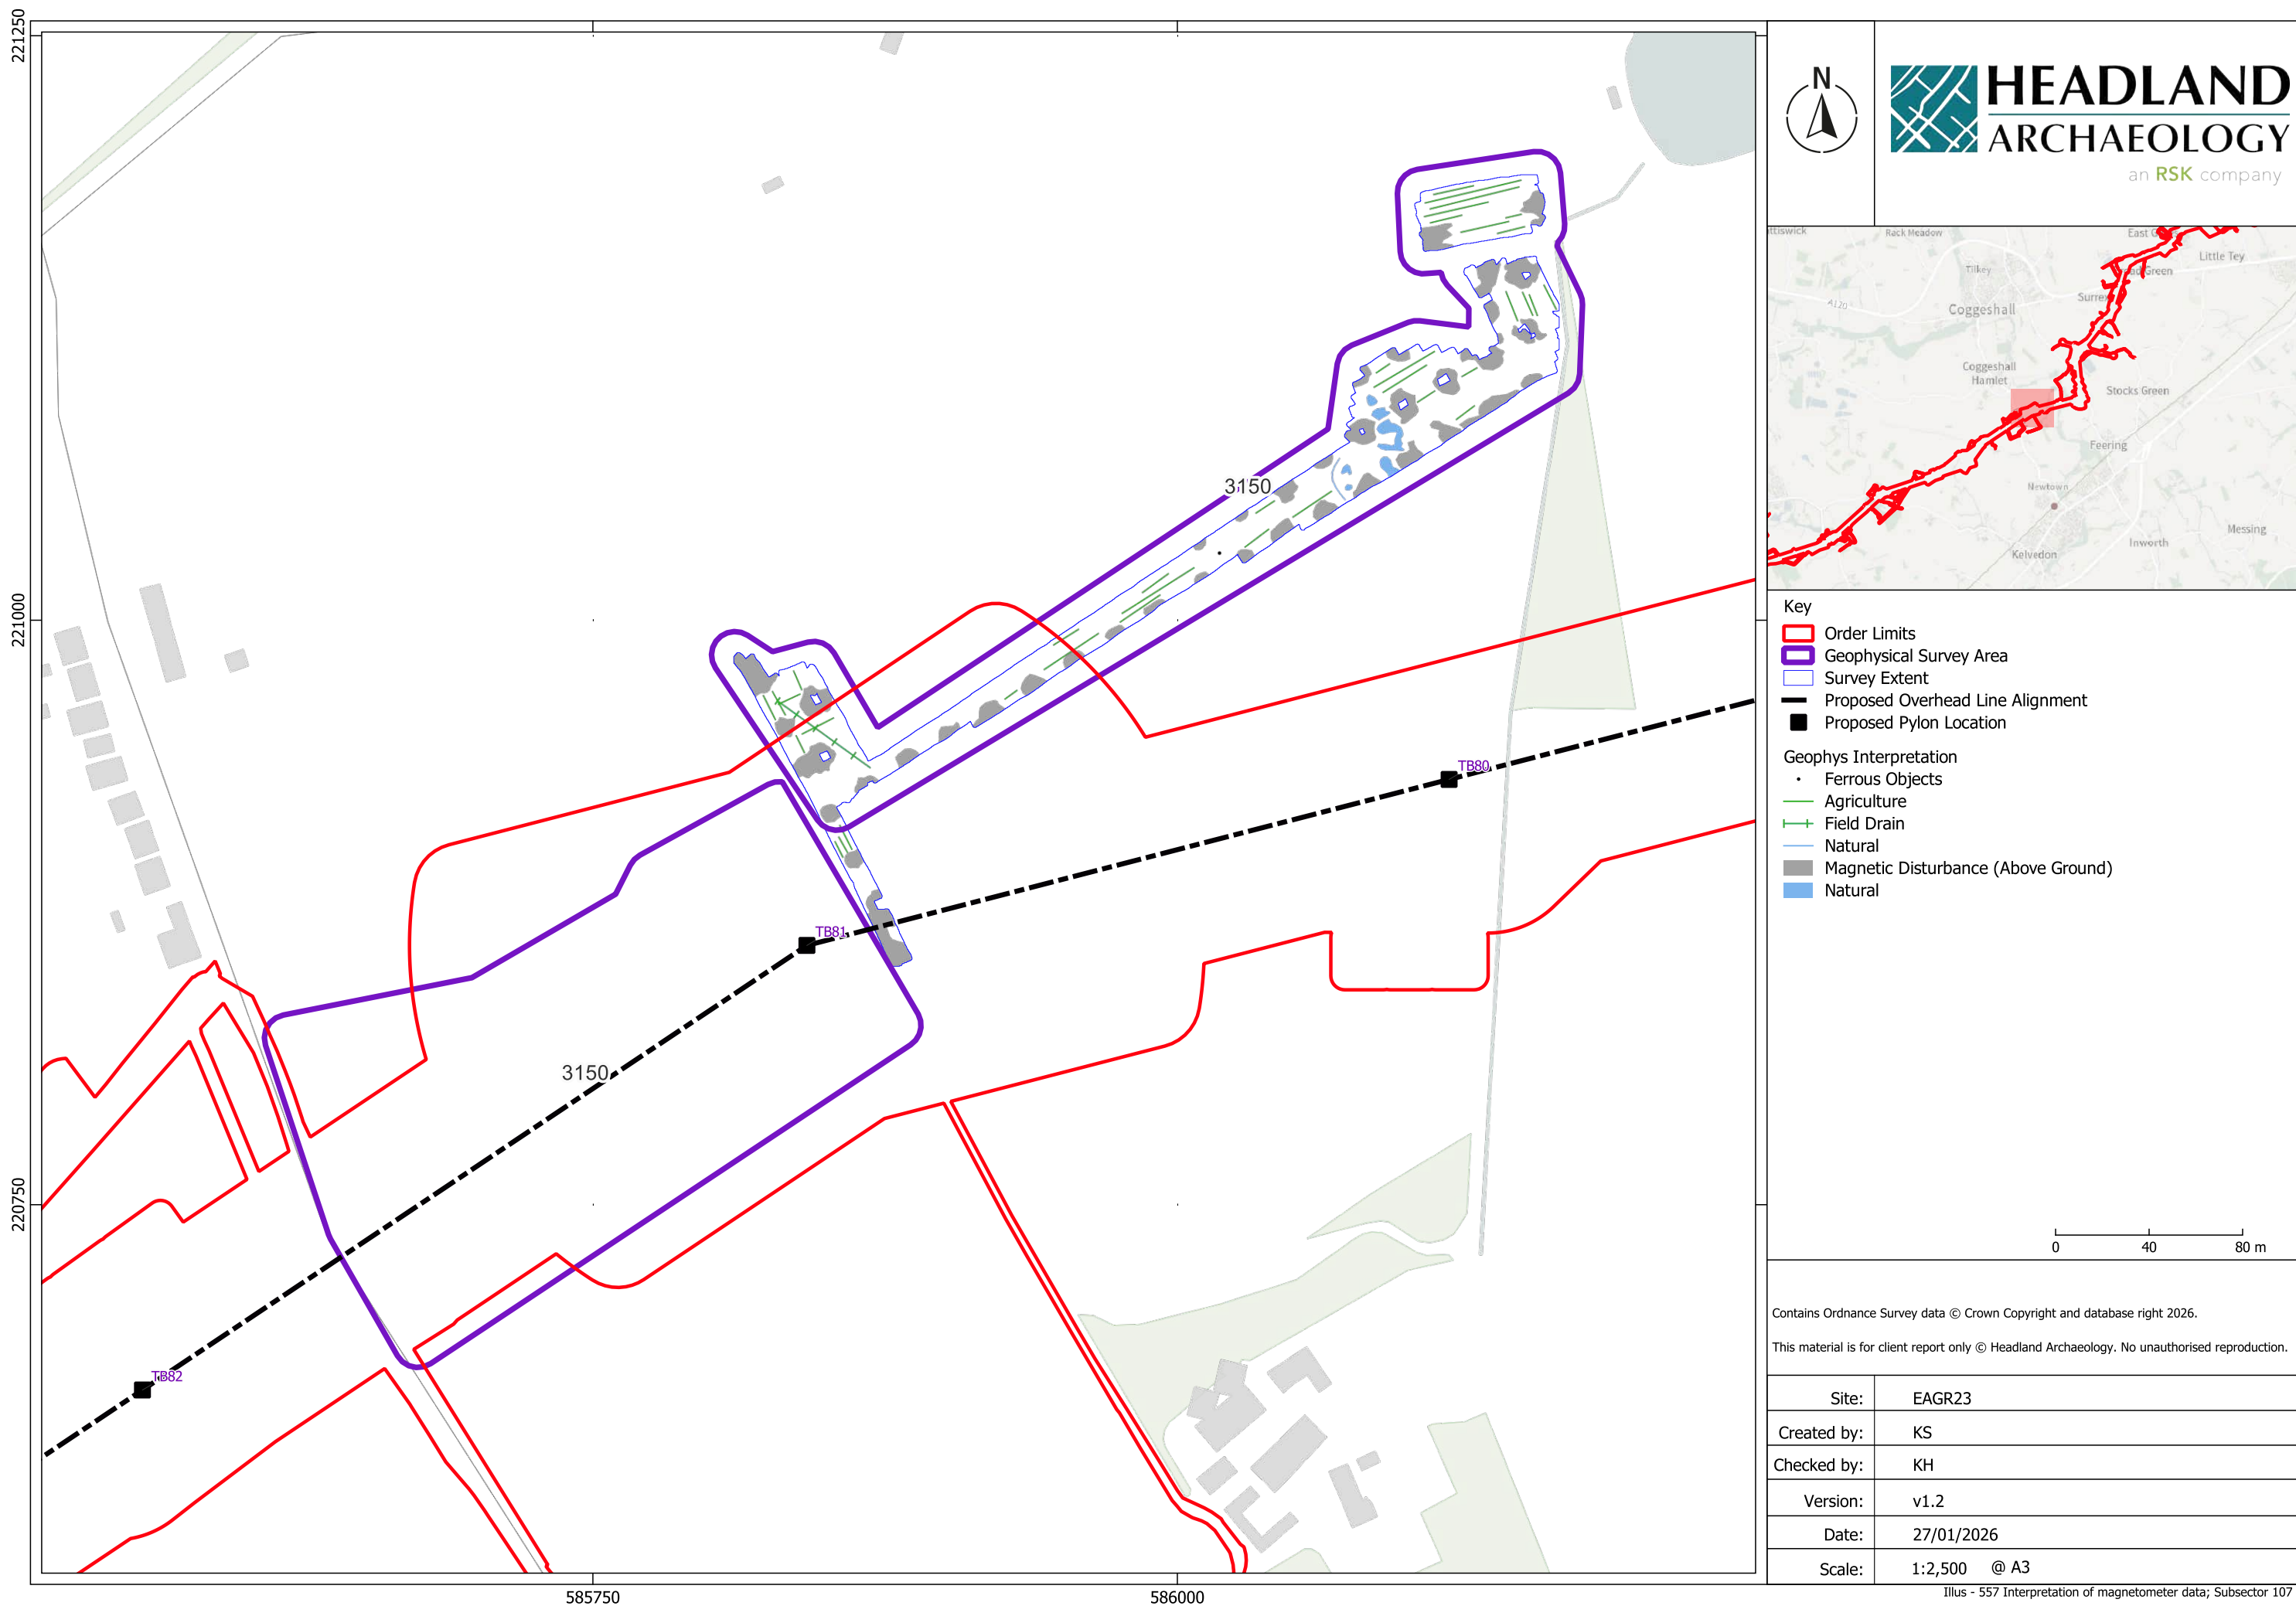 221250
221000
220750
585750
586000
3150
3150
TB80
TB81
TB82
N
HEADLAND
ARCHAEOLOGY
an RSK company
Rack Meadow
Tilkey
Little Tey
A120
Coggeshall
Coggeshall
Hamlet
Stocks Green
Feering
Newtown
Messing
Inworth
Kelvedon
Key
Order Limits
Geophysical Survey Area
Survey Extent
Proposed Overhead Line Alignment
Proposed Pylon Location
Geophys Interpretation
Ferrous Objects
Agriculture
Field Drain
Natural
Magnetic Disturbance (Above Ground)
Natural
0 40 80 m
Contains Ordnance Survey data © Crown Copyright and database right 2026.
This material is for client report only © Headland Archaeology. No unauthorised reproduction.
Site: EAGR23
Created by: KS
Checked by: KH
Version: v1.2
Date: 27/01/2026
Scale: 1:2,500 @ A3
Illus - 557 Interpretation of magnetometer data; Subsector 107